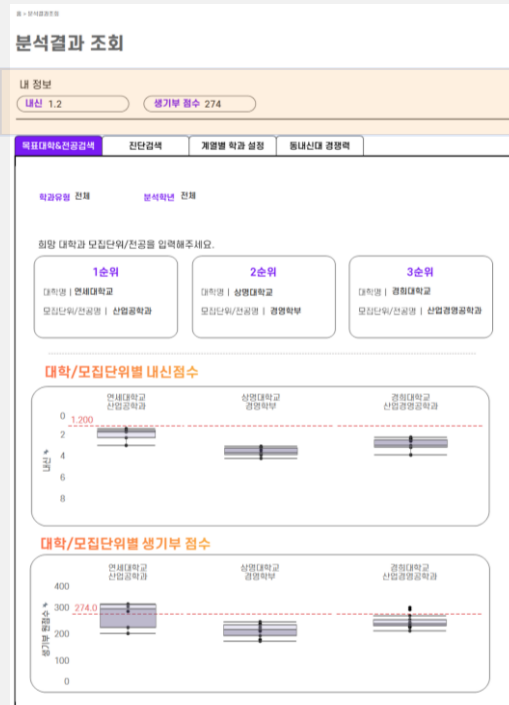 홈 > 분석결과조회
분석결과 조회
내 정보
내신 1.2 생기부 점수 274
목표대학&전공검색 진단검색 계열별 학과 설정 동내신대 경쟁력
학과유형 전체 분석학년 전체
희망 대학과 모집단위/전공을 입력해주세요.
1순위 2순위 3순위
대학명 | 연세대학교 대학명 | 상명대학교 대학명 | 경희대학교
모집단위/전공명 | 산업공학과 모집단위/전공명 | 경영학부 모집단위/전공명 | 산업경영공학과
대학/모집단위별 내신점수
연세대학교 상명대학교 경희대학교
산업공학과 경영학부 산업경영공학과
0
1.200
2
4
6
8
내신 %
대학/모집단위별 생기부 점수
연세대학교 상명대학교 경희대학교
산업공학과 경영학부 산업경영공학과
400
300 274.0
200
100
0
생기부 원점수 %